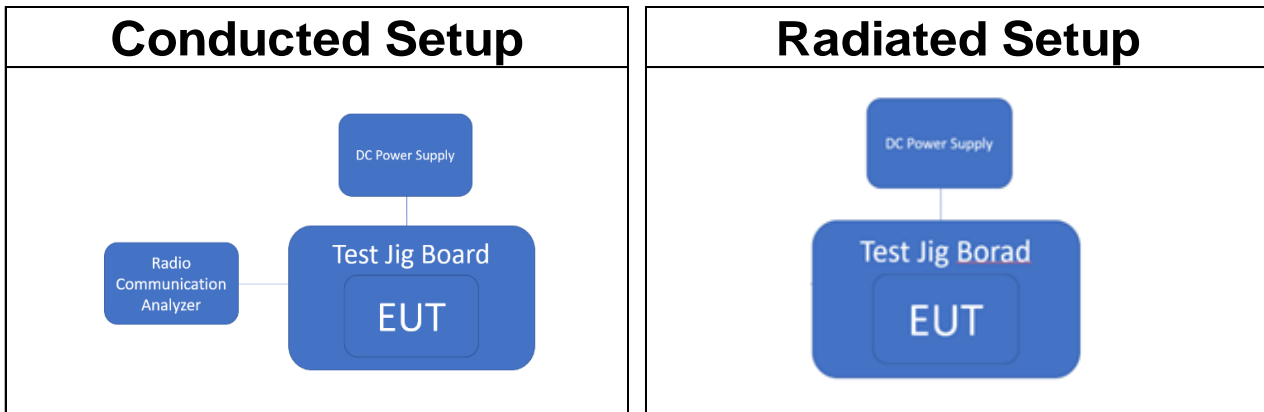 Conducted Setup
DC Power Supply
Radio
Communication
Analyzer
Test Jig Board
EUT
Radiated Setup
DC Power Supply
Test Jig Borad
EUT